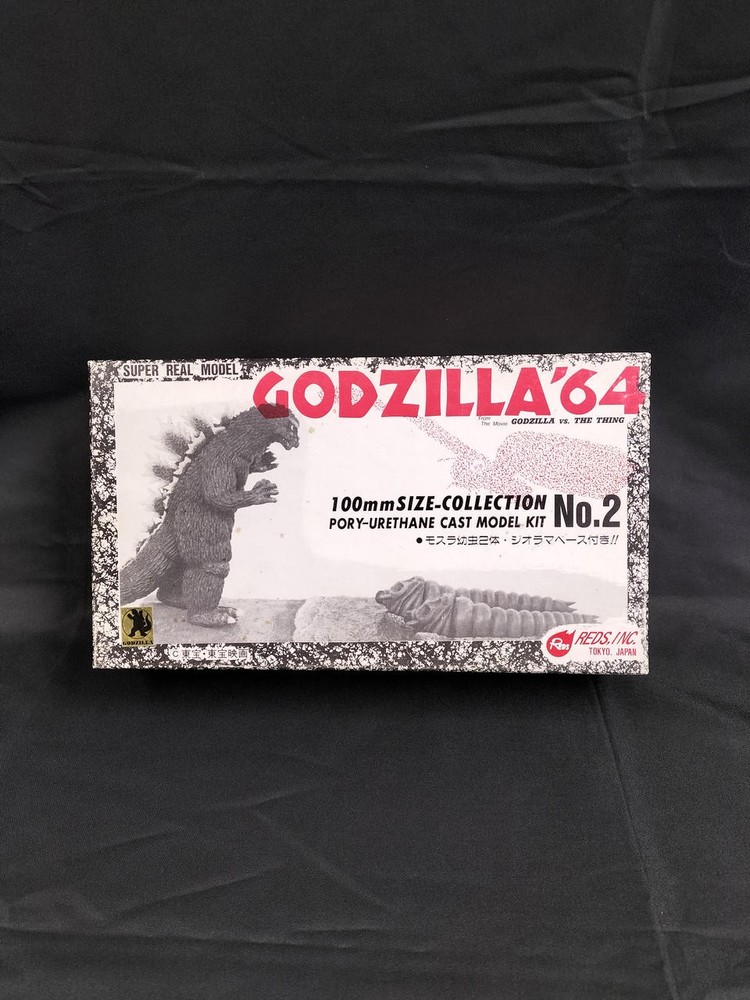 SUPER REAL MODEL
GODZILLA'64
From
The Movie GODZILLA vs. THE THING
100mm SIZE-COLLECTION
PORY-URETHANE CAST MODEL KIT No.2
●モスラ幼虫2体・ジオラマベース付き!!
GODZILLA
C東宝・東宝映画
REDS
REDS, INC.
TOKYO, JAPAN